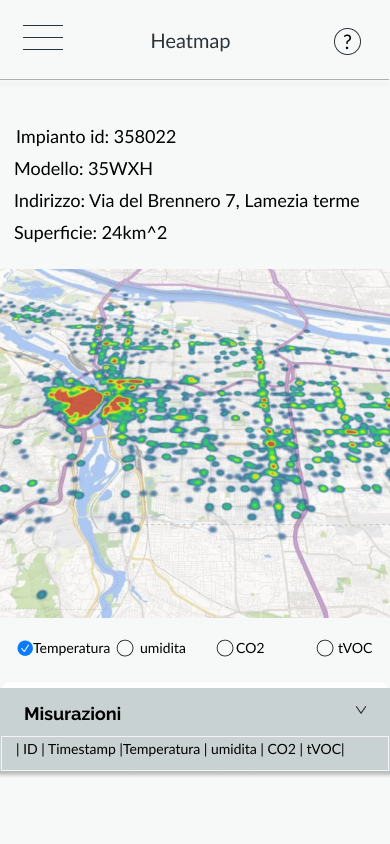 Heatmap
?
Impianto id: 358022
Modello: 35WXH
Indirizzo: Via del Brennero 7, Lamezia terme
Superficie: 24km^2
Temperatura umidita CO2 tVOC
Misurazioni
| ID | Timestamp |Temperatura | umidita | CO2 | tVOC|